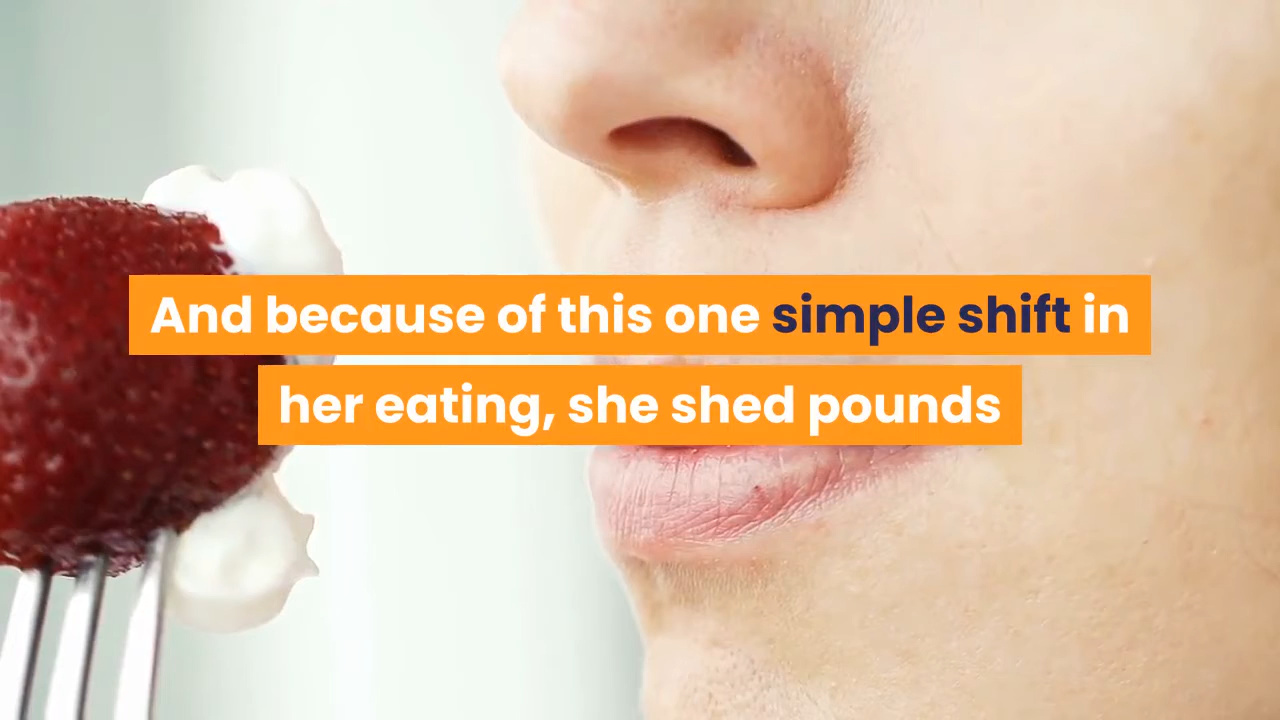 And because of this one simple shift in
her eating, she shed pounds